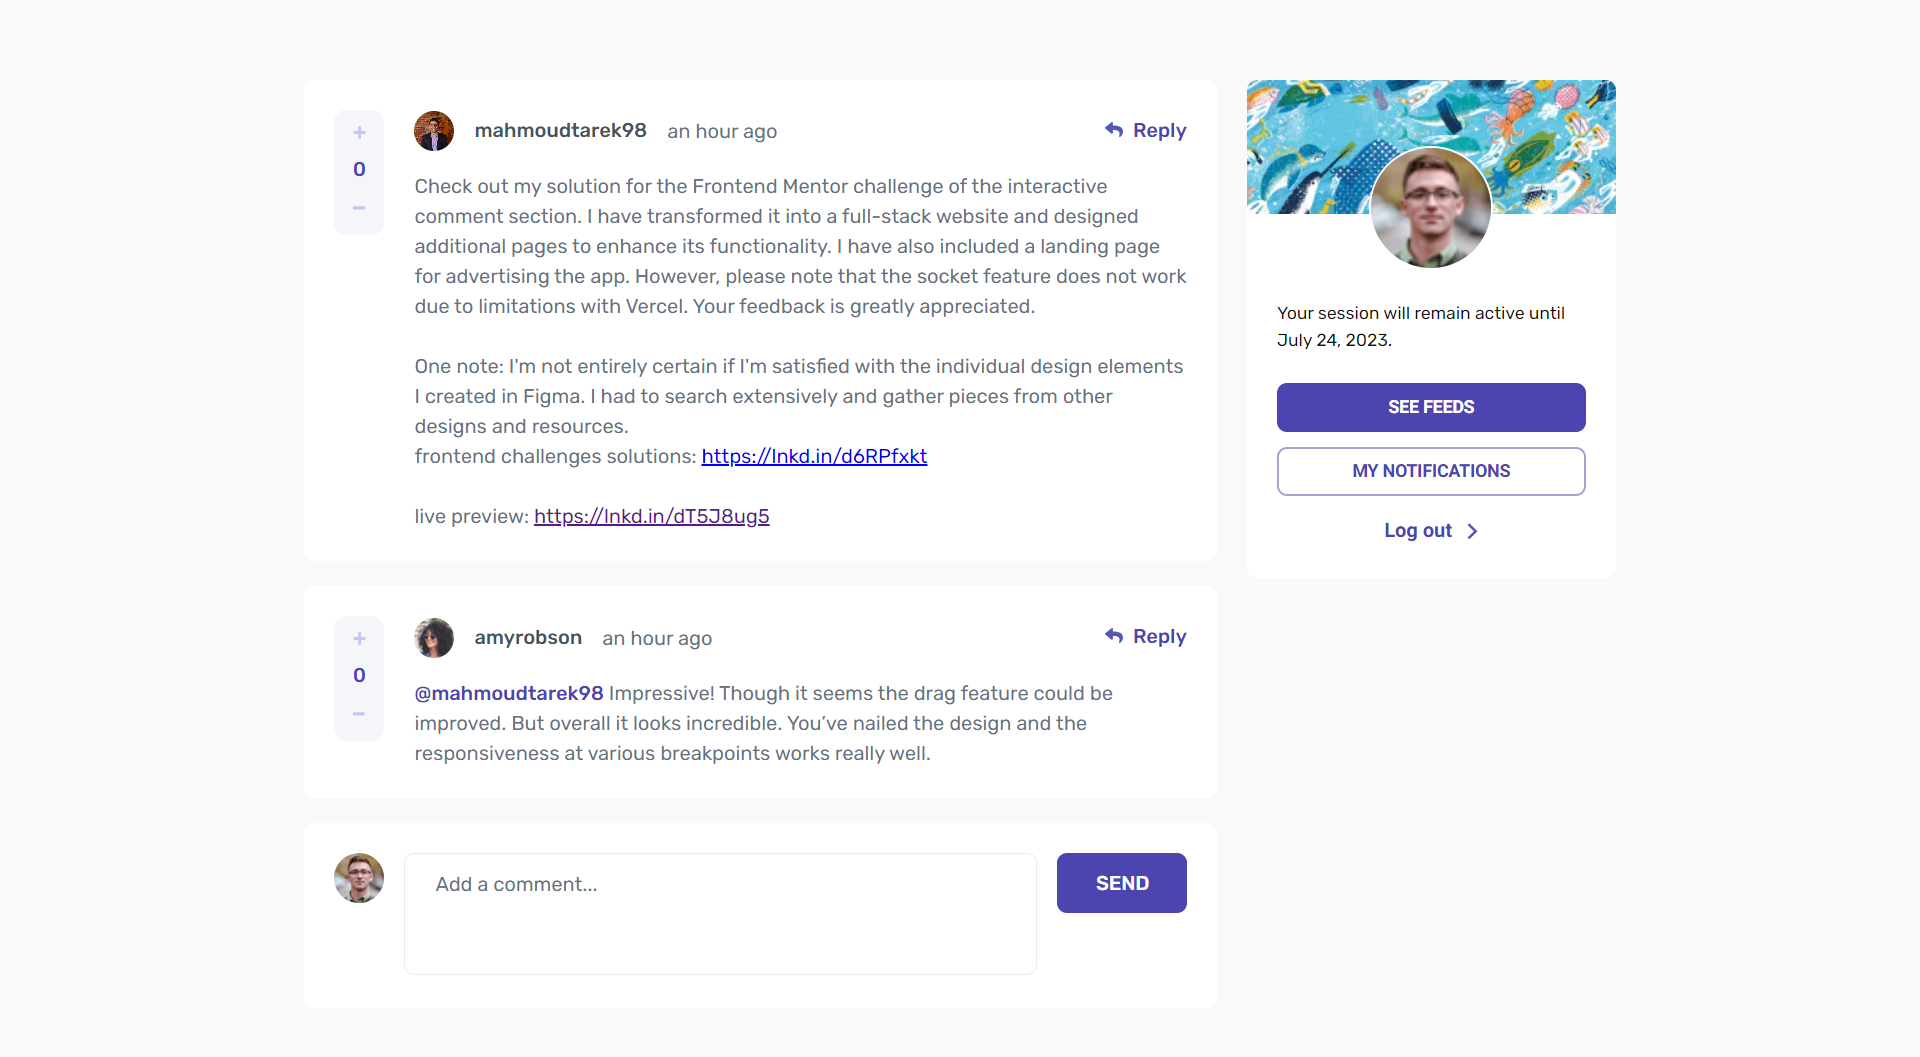 +
0
−
mahmoudtarek98 an hour ago
Reply
Check out my solution for the Frontend Mentor challenge of the interactive
comment section. I have transformed it into a full-stack website and designed
additional pages to enhance its functionality. I have also included a landing page
for advertising the app. However, please note that the socket feature does not work
due to limitations with Vercel. Your feedback is greatly appreciated.
One note: I'm not entirely certain if I'm satisfied with the individual design elements
I created in Figma. I had to search extensively and gather pieces from other
designs and resources.
frontend challenges solutions: https://lnkd.in/d6RPfxkt
live preview: https://lnkd.in/dT5J8ug5
+
0
−
amyrobson an hour ago
Reply
@mahmoudtarek98 Impressive! Though it seems the drag feature could be
improved. But overall it looks incredible. You’ve nailed the design and the
responsiveness at various breakpoints works really well.
Add a comment...
SEND
Your session will remain active until
July 24, 2023.
SEE FEEDS
MY NOTIFICATIONS
Log out